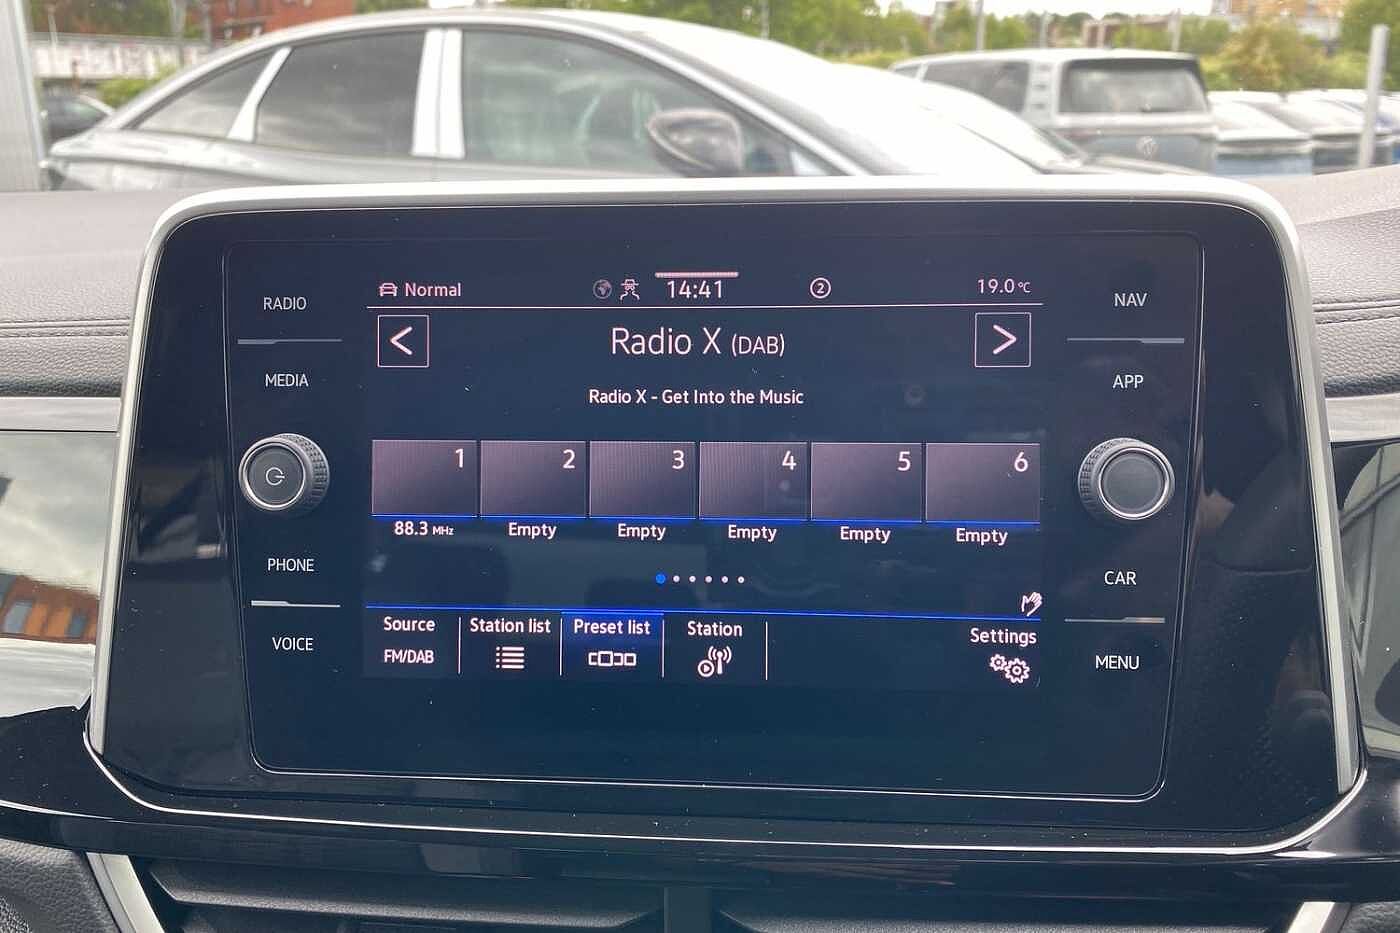 RADIO
MEDIA
PHONE
VOICE
Normal
14:41
2
19.0 °C
<
Radio X (DAB)
>
Radio X - Get Into the Music
1 2 3 4 5 6
88.3 MHz Empty Empty Empty Empty Empty
Source
FM/DAB
Station list
Preset list
Station
Settings
NAV
APP
CAR
MENU